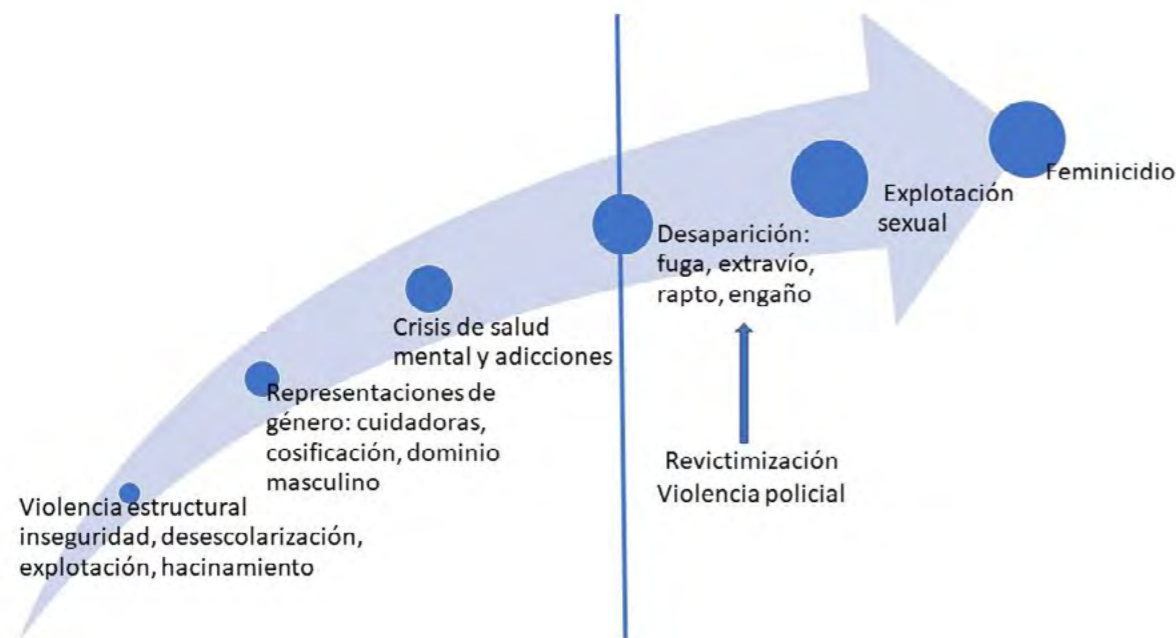 Violencia estructural
inseguridad, desescolarización,
explotación, hacinamiento
Representaciones de
género: cuidadoras,
cosificación, dominio
masculino
Crisis de salud
mental y adicciones
Desaparición:
fuga, extravío,
rapto, engaño
Revictimización
Violencia policial
Explotación
sexual
Feminicidio